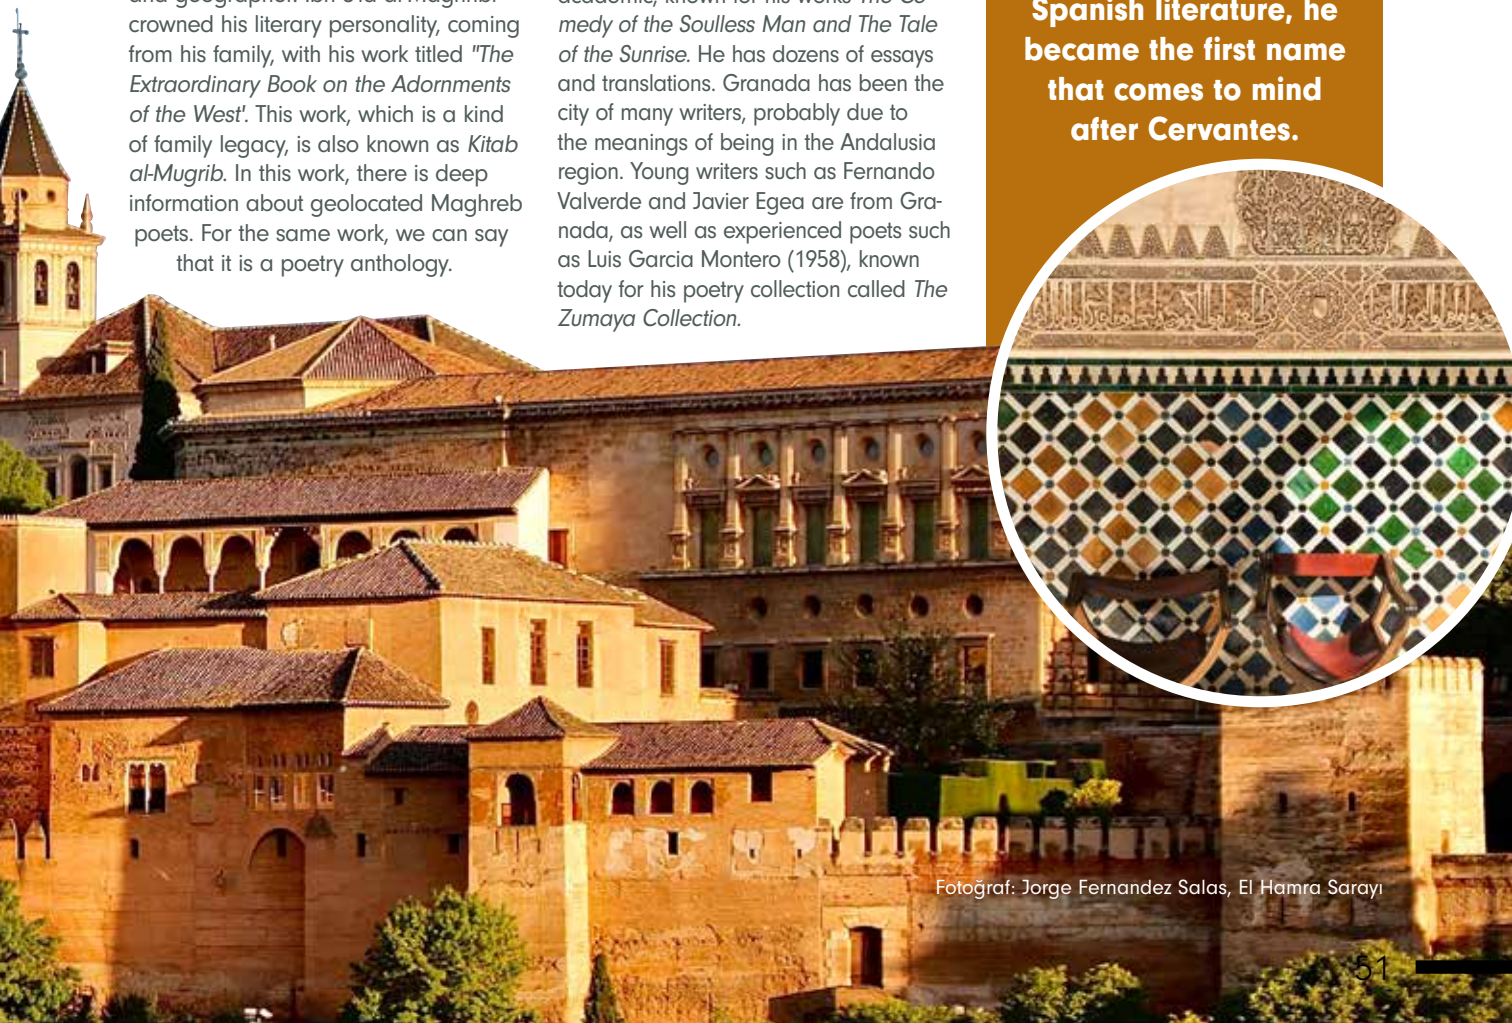 crowned his literary personality, coming
from his family, with his work titled "The
Extraordinary Book on the Adornments
of the West'. This work, which is a kind
of family legacy, is also known as Kitab
al-Mugrib. In this work, there is deep
information about geolocated Maghreb
poets. For the same work, we can say
that it is a poetry anthology.
medy of the Soulless Man and The Tale
of the Sunrise. He has dozens of essays
and translations. Granada has been the
city of many writers, probably due to
the meanings of being in the Andalusia
region. Young writers such as Fernando
Valverde and Javier Egea are from Gra-
nada, as well as experienced poets such
as Luis Garcia Montero (1958), known
today for his poetry collection called The
Zumaya Collection.
Spanish literature, he
became the first name
that comes to mind
after Cervantes.
Fotoğraf: Jorge Fernandez Salas, El Hamra Sarayı
51